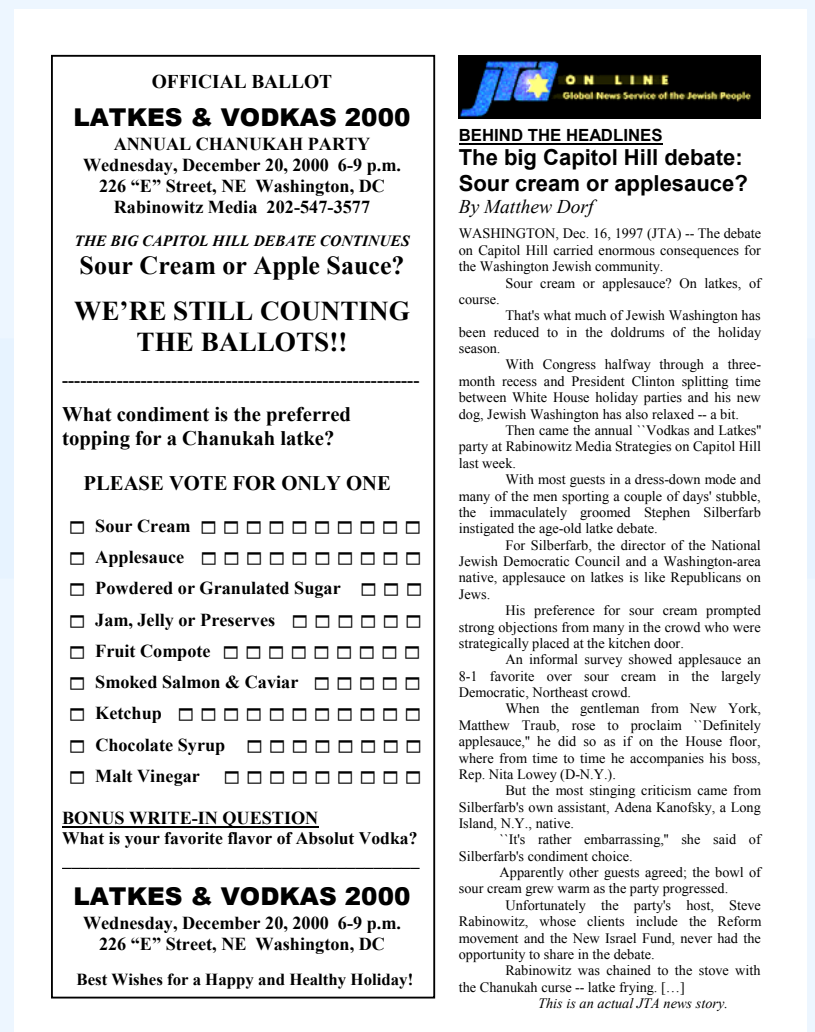 OFFICIAL BALLOT
LATKES & VODKAS 2000
ANNUAL CHANUKAH PARTY
Wednesday, December 20, 2000  6-9 p.m.
226 “E” Street, NE  Washington, DC
Rabinowitz Media  202-547-3577
THE BIG CAPITOL HILL DEBATE CONTINUES
Sour Cream or Apple Sauce?
WE’RE STILL COUNTING
THE BALLOTS!!
-----------------------------------------------------------
What condiment is the preferred
topping for a Chanukah latke?
PLEASE VOTE FOR ONLY ONE
□ Sour Cream □ □ □ □ □ □ □ □ □ □
□ Applesauce □ □ □ □ □ □ □ □ □ □
□ Powdered or Granulated Sugar □ □ □
□ Jam, Jelly or Preserves □ □ □ □ □ □
□ Fruit Compote □ □ □ □ □ □ □ □ □
□ Smoked Salmon & Caviar □ □ □ □ □
□ Ketchup □ □ □ □ □ □ □ □ □ □ □
□ Chocolate Syrup □ □ □ □ □ □ □ □
□ Malt Vinegar □ □ □ □ □ □ □ □ □
BONUS WRITE-IN QUESTION
What is your favorite flavor of Absolut Vodka?
LATKES & VODKAS 2000
Wednesday, December 20, 2000  6-9 p.m.
226 “E” Street, NE  Washington, DC
Best Wishes for a Happy and Healthy Holiday!
JTA ON LINE
Global News Service of the Jewish People
BEHIND THE HEADLINES
The big Capitol Hill debate:
Sour cream or applesauce?
By Matthew Dorf
WASHINGTON, Dec. 16, 1997 (JTA) -- The debate
on Capitol Hill carried enormous consequences for
the Washington Jewish community.
Sour cream or applesauce? On latkes, of
course.
That's what much of Jewish Washington has
been reduced to in the doldrums of the holiday
season.
With Congress halfway through a three-
month recess and President Clinton splitting time
between White House holiday parties and his new
dog, Jewish Washington has also relaxed -- a bit.
Then came the annual ``Vodkas and Latkes"
party at Rabinowitz Media Strategies on Capitol Hill
last week.
With most guests in a dress-down mode and
many of the men sporting a couple of days' stubble,
the immaculately groomed Stephen Silberfarb
instigated the age-old latke debate.
For Silberfarb, the director of the National
Jewish Democratic Council and a Washington-area
native, applesauce on latkes is like Republicans on
Jews.
His preference for sour cream prompted
strong objections from many in the crowd who were
strategically placed at the kitchen door.
An informal survey showed applesauce an
8-1 favorite over sour cream in the largely
Democratic, Northeast crowd.
When the gentleman from New York,
Matthew Traub, rose to proclaim ``Definitely
applesauce," he did so as if on the House floor,
where from time to time he accompanies his boss,
Rep. Nita Lowey (D-N.Y.).
But the most stinging criticism came from
Silberfarb's own assistant, Adena Kanofsky, a Long
Island, N.Y., native.
``It's rather embarrassing," she said of
Silberfarb's condiment choice.
Apparently other guests agreed; the bowl of
sour cream grew warm as the party progressed.
Unfortunately the party's host, Steve
Rabinowitz, whose clients include the Reform
movement and the New Israel Fund, never had the
opportunity to share in the debate.
Rabinowitz was chained to the stove with
the Chanukah curse -- latke frying. […]
This is an actual JTA news story.